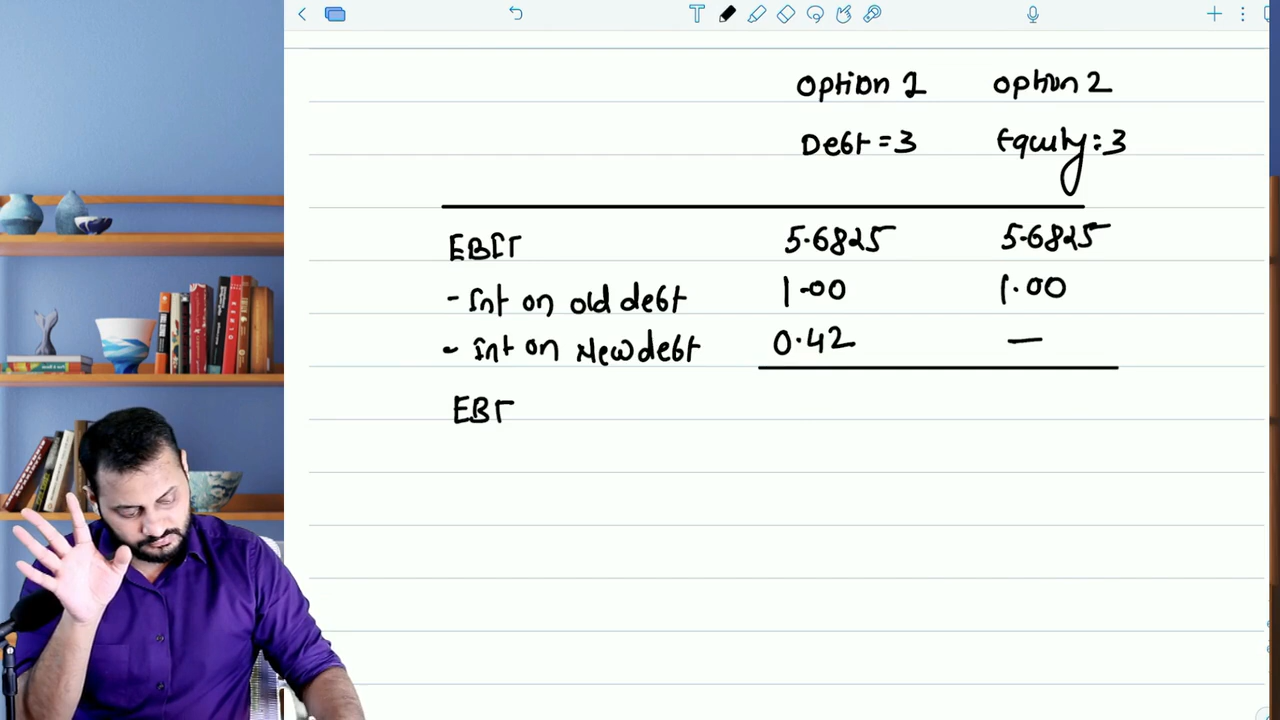 Option 1 Option 2
Debt = 3 Equity : 3
EBIT 5.6825 5.6825
- Int on old debt 1.00 1.00
- Int on New debt 0.42 —
EBT